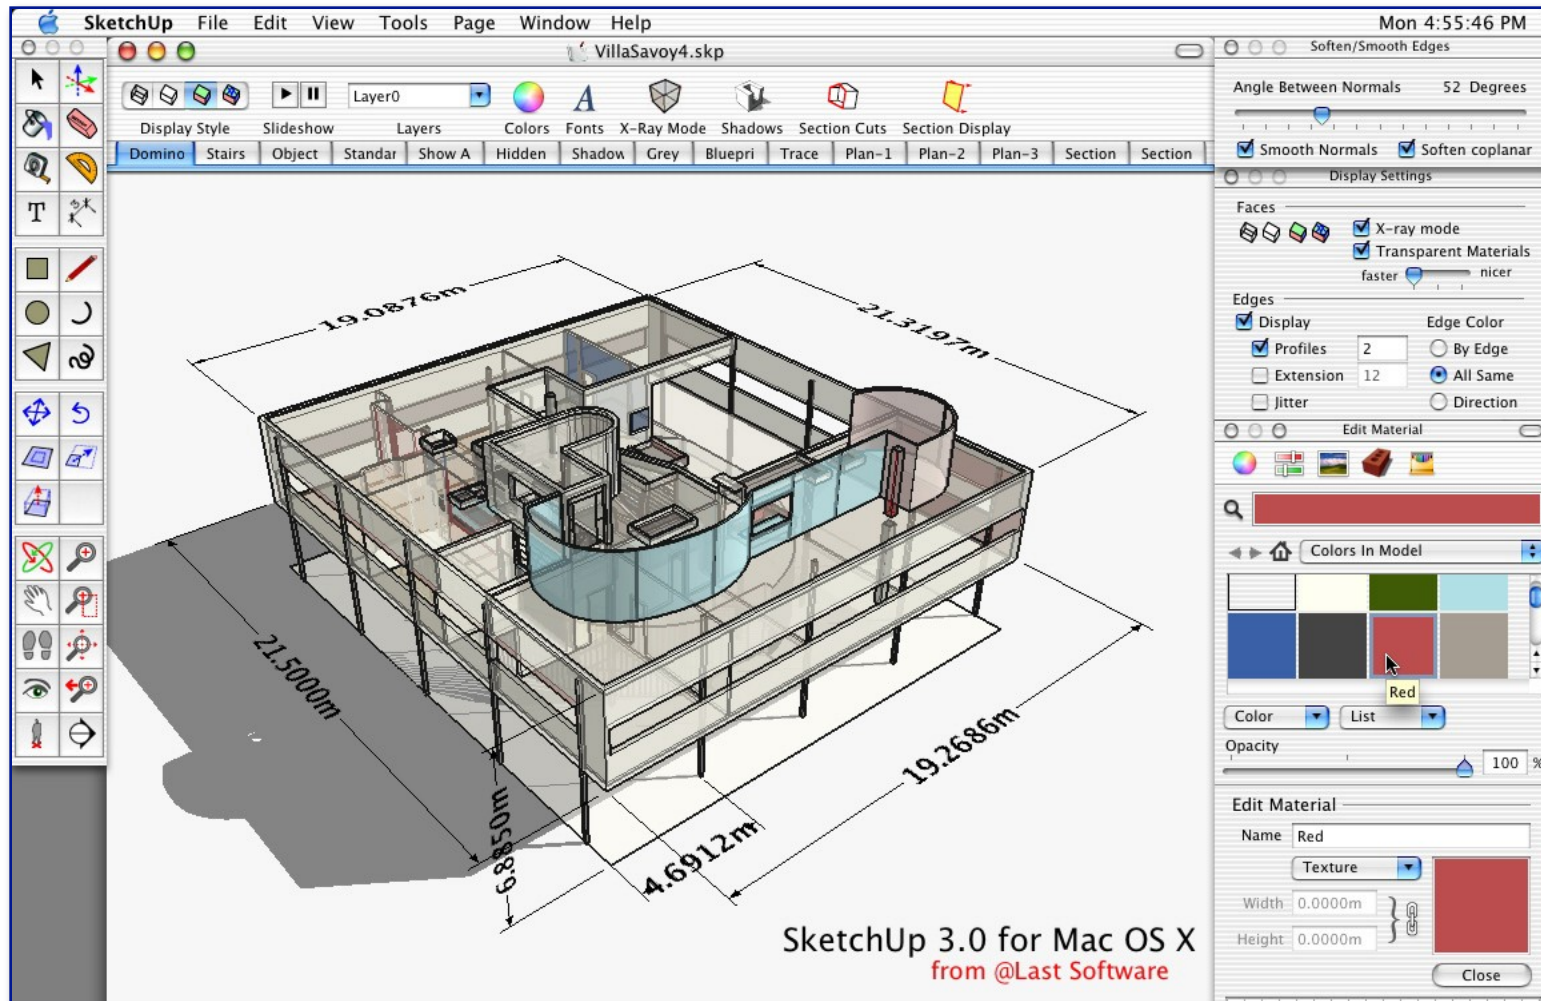 SketchUp File Edit View Tools Page Window Help Mon 4:55:46 PM
VillaSavoy4.skp
Layer0
Display Style Slideshow Layers Colors Fonts X-Ray Mode Shadows Section Cuts Section Display
Domino Stairs Object Standar Show A Hidden Shadow Grey Bluepri Trace Plan-1 Plan-2 Plan-3 Section Section
T
19.0876m
21.3197m
21.5000m
6.8850m
4.6912m
19.2686m
SketchUp 3.0 for Mac OS X
from @Last Software
Soften/Smooth Edges
Angle Between Normals 52 Degrees
Smooth Normals Soften coplanar
Display Settings
Faces
X-ray mode
Transparent Materials
faster nicer
Edges
Display Edge Color
Profiles 2 By Edge
Extension 12 All Same
Jitter Direction
Edit Material
Colors In Model
Red
Color List
Opacity
100 %
Edit Material
Name Red
Texture
Width 0.0000m
Height 0.0000m
Close